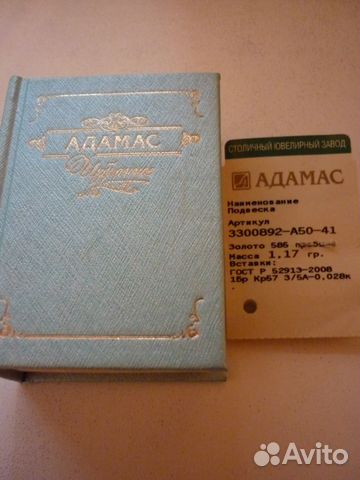 АДАМАС
Избранное
СТОЛИЧНЫЙ ЮВЕЛИРНЫЙ ЗАВОД
АДАМАС
Наименование
Подвеска
Артикул
3300892-А50-41
Золото 585 пробы
Масса 1,17 гр.
Вставки:
ГОСТ Р 52913-2008
1Бр Кр57 3/5А-0,028к
Avito